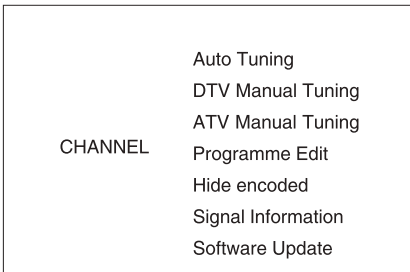 CHANNEL
Auto Tuning
DTV Manual Tuning
ATV Manual Tuning
Programme Edit
Hide encoded
Signal Information
Software Update